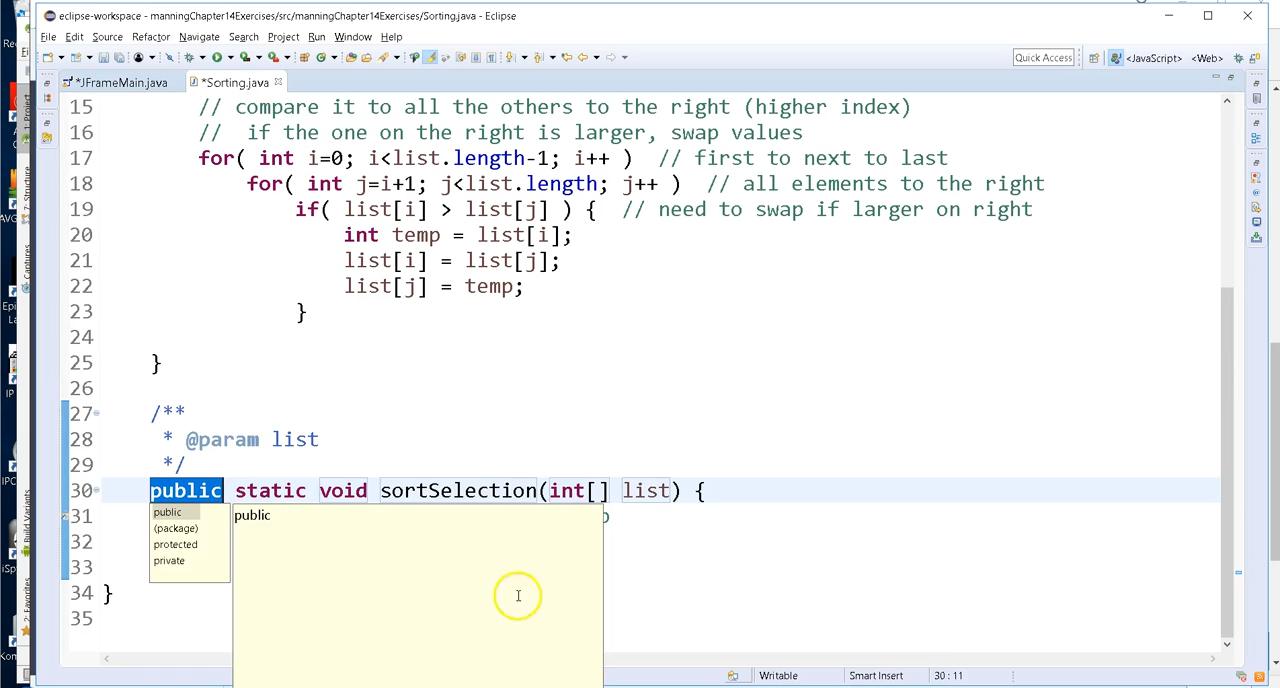 eclipse-workspace - manningChapter14Exercises/src/manningChapter14Exercises/Sorting.java - Eclipse
File Edit Source Refactor Navigate Search Project Run Window Help
Quick Access <JavaScript> <Web>
*JFrameMain.java *Sorting.java
15 // compare it to all the others to the right (higher index)
16 // if the one on the right is larger, swap values
17 for( int i=0; i<list.length-1; i++ ) // first to next to last
18 for( int j=i+1; j<list.length; j++ ) // all elements to the right
19 if( list[i] > list[j] ) { // need to swap if larger on right
20 int temp = list[i];
21 list[i] = list[j];
22 list[j] = temp;
23 }
24
25 }
26
27 /**
28 * @param list
29 */
30 public static void sortSelection(int[] list) {
31
32
33
34 }
35
public
(package)
protected
private
public
Writable Smart Insert 30 : 11